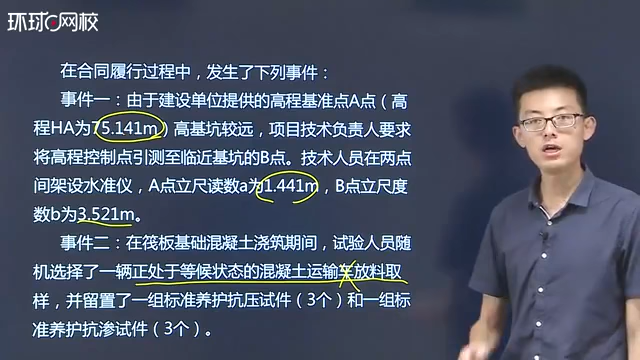 环球网校
在合同履行过程中，发生了下列事件：
事件一：由于建设单位提供的高程基准点A点（高
程HA为75.141m）高基坑较远，项目技术负责人要求
将高程控制点引测至临近基坑的B点。技术人员在两点
间架设水准仪，A点立尺读数a为1.441m，B点立尺度
数b为3.521m。
事件二：在筏板基础混凝土浇筑期间，试验人员随
机选择了一辆正处于等候状态的混凝土运输车放料取
样，并留置了一组标准养护抗压试件（3个）和一组标
准养护抗渗试件（3个）。